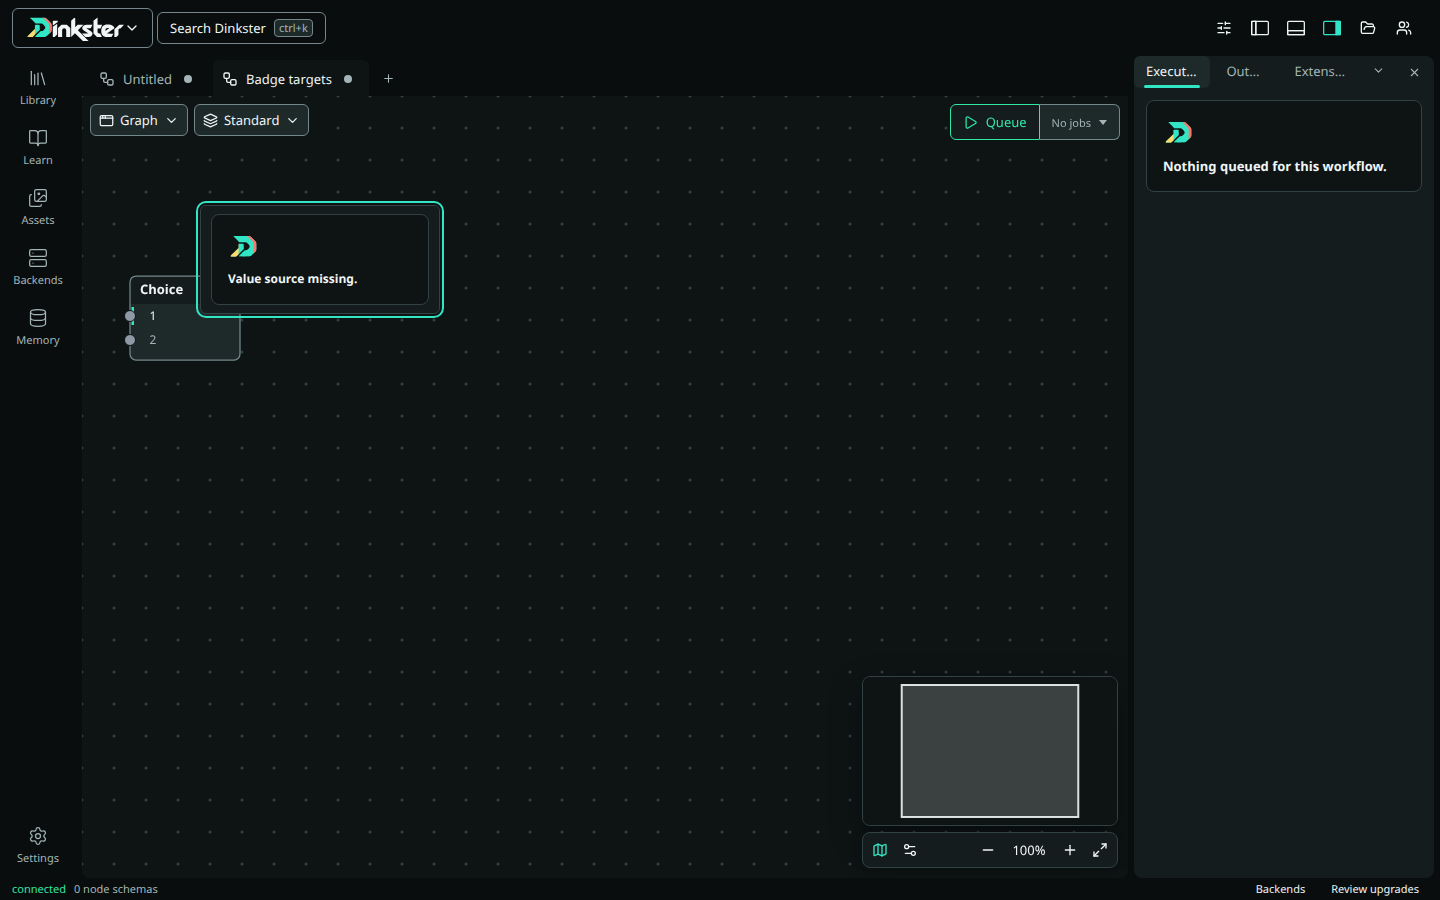 Dinkster
Search Dinkster ctrl+k
Library
Learn
Assets
Backends
Memory
Settings
Untitled
Badge targets
Graph
Standard
Queue
No jobs
Value source missing.
Choice
1
2
100%
Execut...
Out...
Extens...
Nothing queued for this workflow.
connected 0 node schemas
Backends
Review upgrades